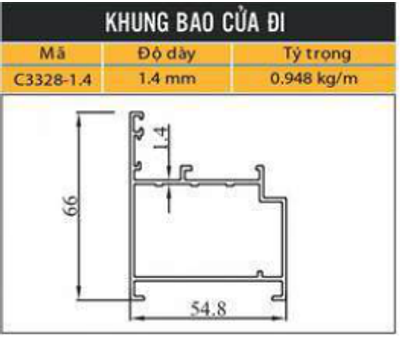 KHUNG BAO CỬA ĐI
Mã Độ dày Tỷ trọng
C3328-1.4 1.4 mm 0.948 kg/m
1.4
66
54.8